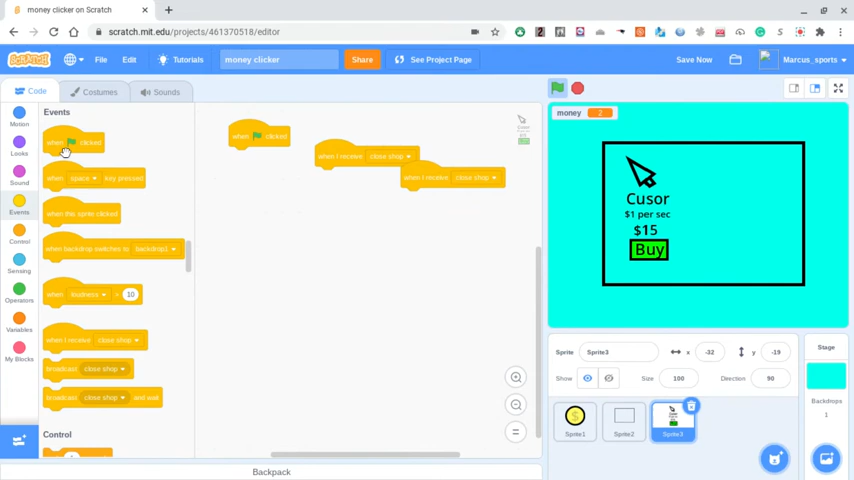 money clicker on Scratch
scratch.mit.edu/projects/461370518/editor
SCRATCH
File
Edit
Tutorials
money clicker
Share
See Project Page
Save Now
Marcus_sports
Code
Costumes
Sounds
Motion
Looks
Sound
Events
Control
Sensing
Operators
Variables
My Blocks
Events
when clicked
when space key pressed
when this sprite clicked
when backdrop switches to backdrop1
when loudness > 10
when I receive close shop
broadcast close shop
broadcast close shop and wait
Control
when clicked
when I receive close shop
when I receive close shop
money 2
Cusor
$1 per sec
$15
Buy
Sprite
Sprite3
x -32
y -19
Show
Size 100
Direction 90
Sprite1
Sprite2
Sprite3
Stage
Backdrops
1
Backpack